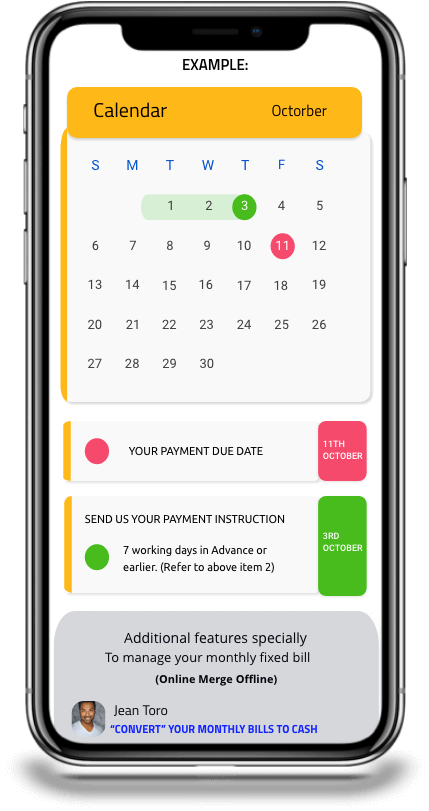 EXAMPLE:
Calendar Octorber
S M T W T F S
1 2 3 4 5
6 7 8 9 10 11 12
13 14 15 16 17 18 19
20 21 22 23 24 25 26
27 28 29 30
YOUR PAYMENT DUE DATE
11TH
OCTOBER
SEND US YOUR PAYMENT INSTRUCTION
7 working days in Advance or
earlier. (Refer to above item 2)
3RD
OCTOBER
Additional features specially
To manage your monthly fixed bill
(Online Merge Offline)
Jean Toro
“CONVERT” YOUR MONTHLY BILLS TO CASH